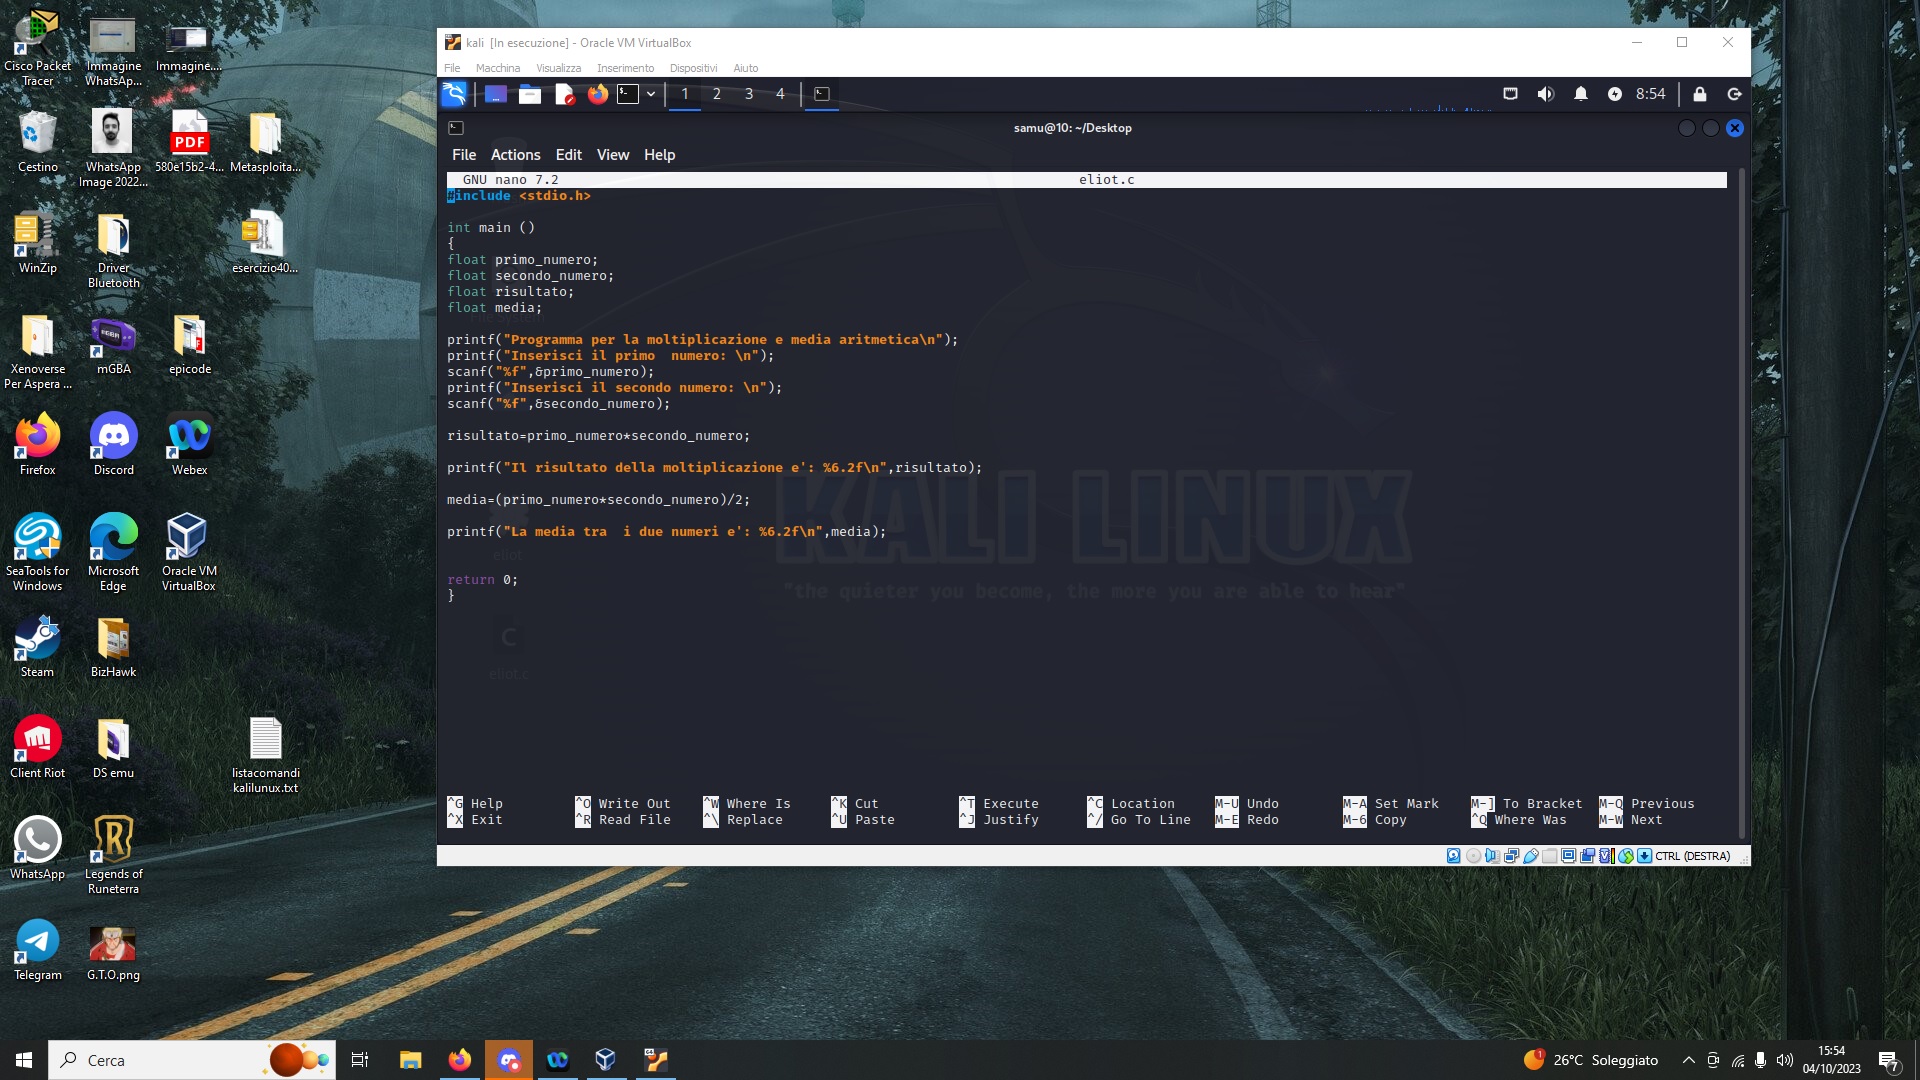 Cisco Packet
Tracer
Immagine
WhatsAp...
Immagine....
Cestino
WhatsApp
Image 2022...
PDF
580e15b2-4...
Metasploita...
WinZip
Driver
Bluetooth
esercizio40...
Xenoverse
Per Aspera ...
mGBA
epicode
Firefox
Discord
Webex
SeaTools for
Windows
Microsoft
Edge
Oracle VM
VirtualBox
Steam
BizHawk
Client Riot
DS emu
listacomandi
kalilunux.txt
WhatsApp
Legends of
Runeterra
Telegram
G.T.O.png
kali [In esecuzione] - Oracle VM VirtualBox
File Macchina Visualizza Inserimento Dispositivi Aiuto
1 2 3 4
8:54
samu@10: ~/Desktop
File Actions Edit View Help
GNU nano 7.2 eliot.c
#include <stdio.h>
int main ()
{
float primo_numero;
float secondo_numero;
float risultato;
float media;
printf("Programma per la moltiplicazione e media aritmetica\n");
printf("Inserisci il primo  numero: \n");
scanf("%f",&primo_numero);
printf("Inserisci il secondo numero: \n");
scanf("%f",&secondo_numero);
risultato=primo_numero*secondo_numero;
printf("Il risultato della moltiplicazione e': %6.2f\n",risultato);
media=(primo_numero*secondo_numero)/2;
printf("La media tra  i due numeri e': %6.2f\n",media);
return 0;
}
KALI LINUX
"the quieter you become, the more you are able to hear"
eliot
C
eliot.c
^G Help ^O Write Out ^W Where Is ^K Cut ^T Execute ^C Location M-U Undo M-A Set Mark M-] To Bracket M-Q Previous
^X Exit ^R Read File ^\ Replace ^U Paste ^J Justify ^/ Go To Line M-E Redo M-6 Copy ^Q Where Was M-W Next
CTRL (DESTRA)
Cerca
1
26°C Soleggiato
15:54
04/10/2023
7